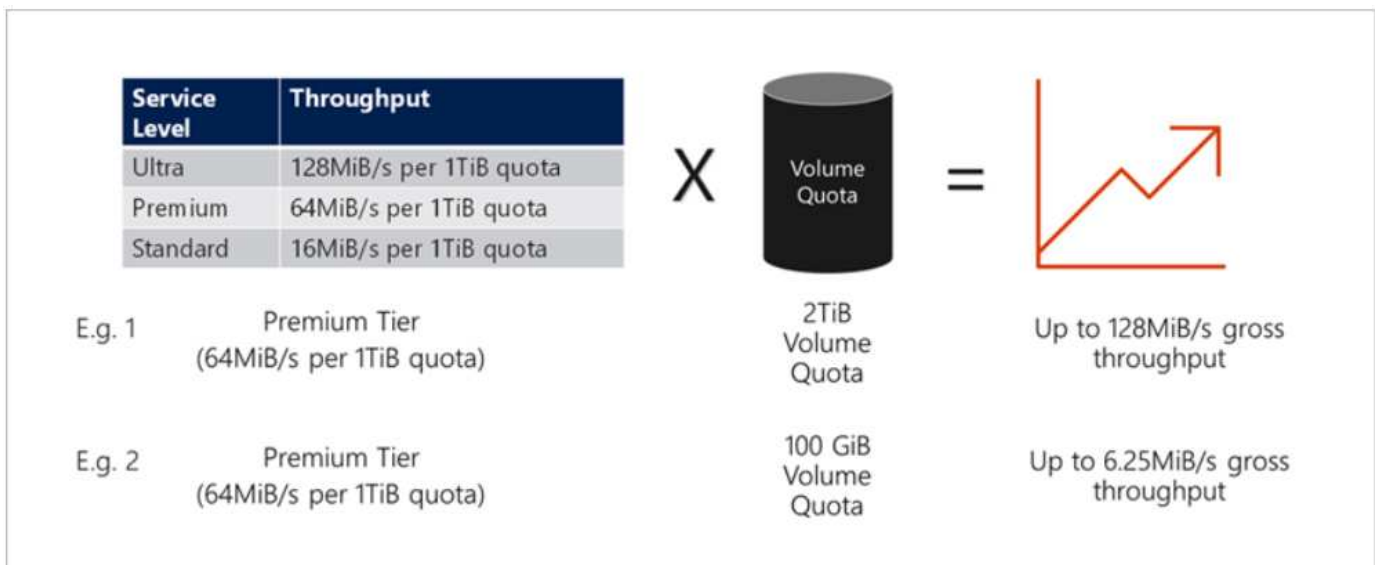 Service Level Throughput
Ultra 128MiB/s per 1TiB quota
Premium 64MiB/s per 1TiB quota
Standard 16MiB/s per 1TiB quota
X
Volume
Quota
=
E.g. 1
Premium Tier
(64MiB/s per 1TiB quota)
2TiB
Volume
Quota
Up to 128MiB/s gross
throughput
E.g. 2
Premium Tier
(64MiB/s per 1TiB quota)
100 GiB
Volume
Quota
Up to 6.25MiB/s gross
throughput